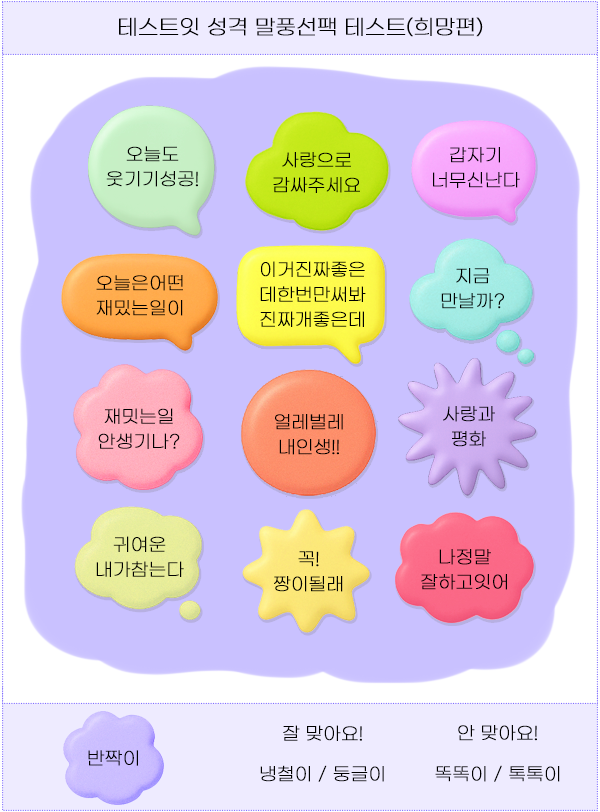 테스트잇 성격 말풍선팩 테스트(희망편)
오늘도
웃기기성공!
사랑으로
감싸주세요
갑자기
너무신난다
오늘은어떤
재밌는일이
이거진짜좋은
데한번만써봐
진짜개좋은데
지금
만날까?
재밋는일
안생기나?
얼레벌레
내인생!!
사랑과
평화
귀여운
내가참는다
꼭!
짱이될래
나정말
잘하고잇어
반짝이
잘 맞아요!
냉철이 / 둥글이
안 맞아요!
똑똑이 / 톡톡이